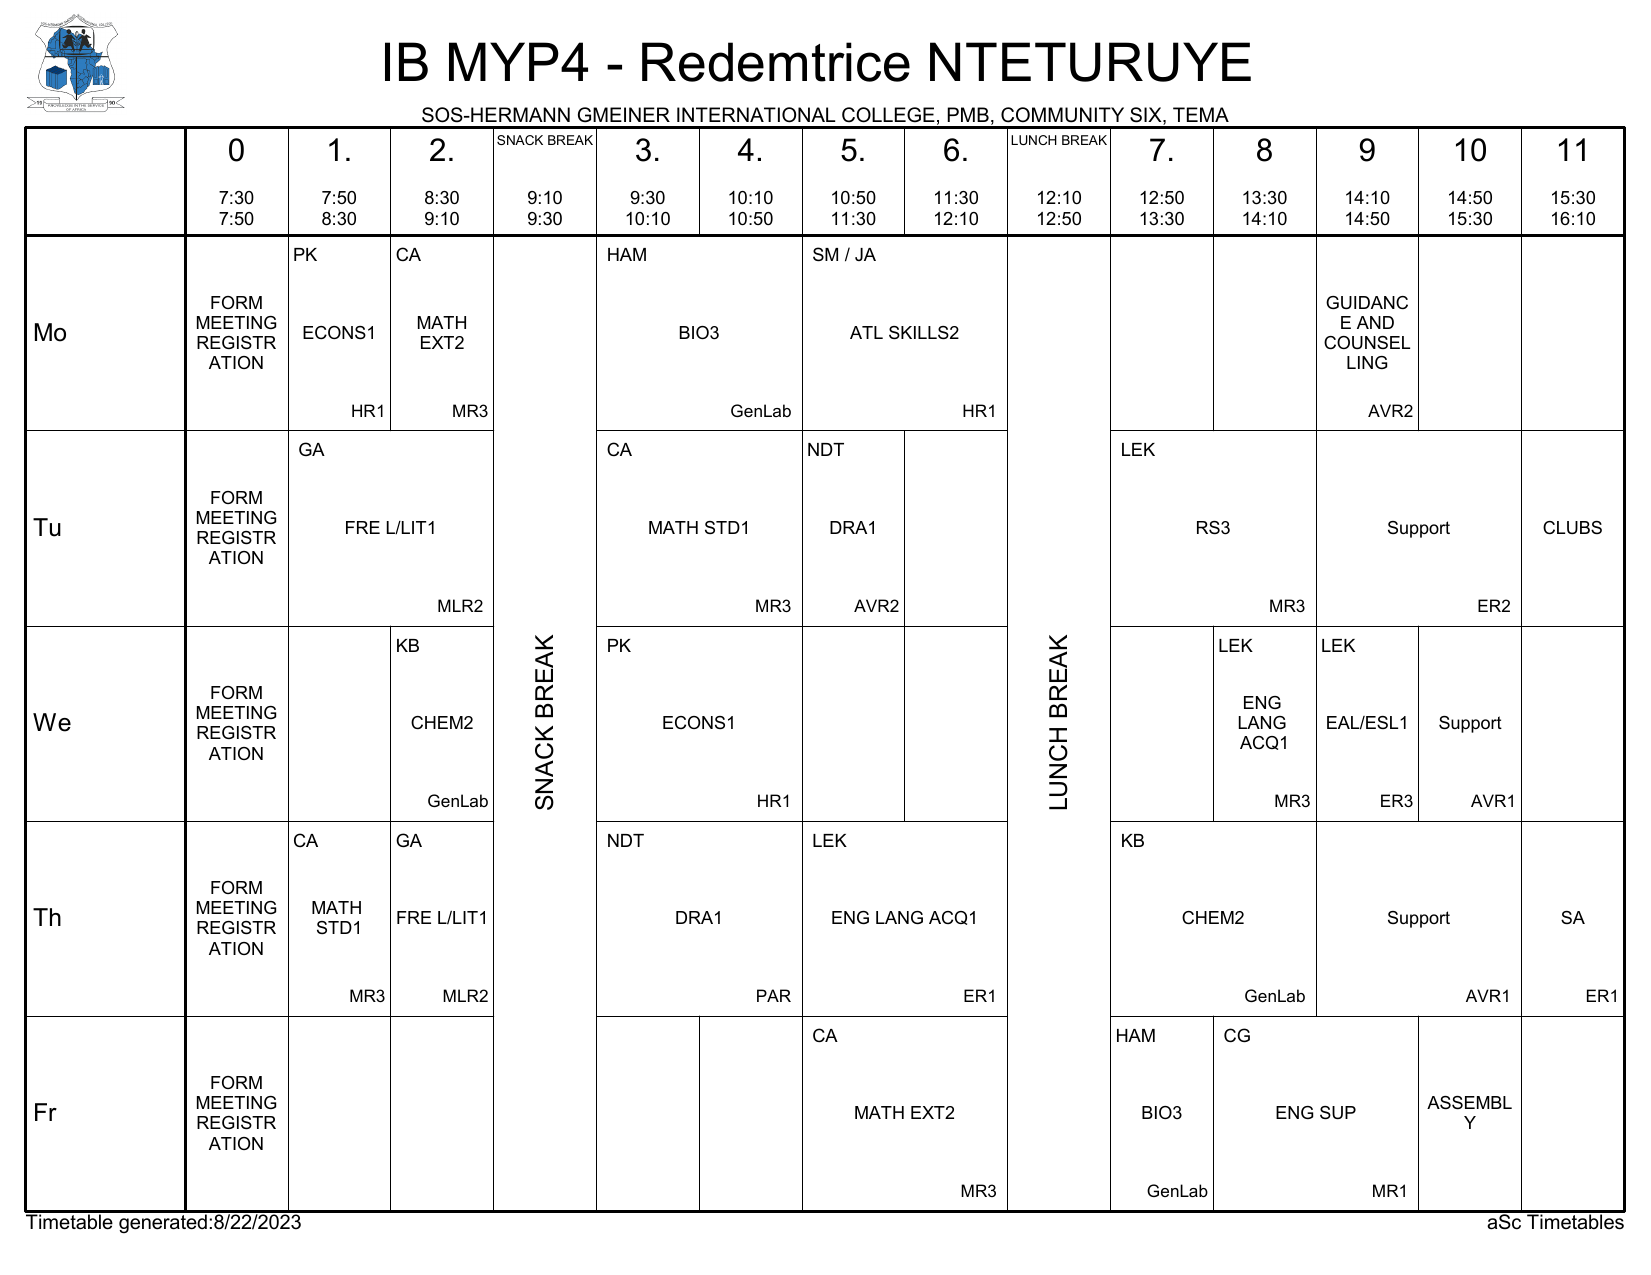 IB MYP4 - Redemtrice NTETURUYE
SOS-HERMANN GMEINER INTERNATIONAL COLLEGE, PMB, COMMUNITY SIX, TEMA
0 1. 2. SNACK BREAK 3. 4. 5. 6. LUNCH BREAK 7. 8 9 10 11
7:30 7:50 8:30 9:10 9:30 10:10 10:50 11:30 12:10 12:50 13:30 14:10 14:50 15:30
7:50 8:30 9:10 9:30 10:10 10:50 11:30 12:10 12:50 13:30 14:10 14:50 15:30 16:10
Mo
FORM
MEETING
REGISTR
ATION
PK
ECONS1
HR1
CA
MATH
EXT2
MR3
HAM
BIO3
GenLab
SM / JA
ATL SKILLS2
HR1
GUIDANC
E AND
COUNSEL
LING
AVR2
Tu
FORM
MEETING
REGISTR
ATION
GA
FRE L/LIT1
MLR2
CA
MATH STD1
MR3
NDT
DRA1
AVR2
LEK
RS3
MR3
Support
ER2
CLUBS
We
FORM
MEETING
REGISTR
ATION
KB
CHEM2
GenLab
SNACK BREAK
PK
ECONS1
HR1
LUNCH BREAK
LEK
ENG
LANG
ACQ1
MR3
LEK
EAL/ESL1
ER3
Support
AVR1
Th
FORM
MEETING
REGISTR
ATION
CA
MATH
STD1
MR3
GA
FRE L/LIT1
MLR2
NDT
DRA1
PAR
LEK
ENG LANG ACQ1
ER1
KB
CHEM2
GenLab
Support
AVR1
SA
ER1
Fr
FORM
MEETING
REGISTR
ATION
CA
MATH EXT2
MR3
HAM
BIO3
GenLab
CG
ENG SUP
MR1
ASSEMBL
Y
Timetable generated:8/22/2023
aSc Timetables